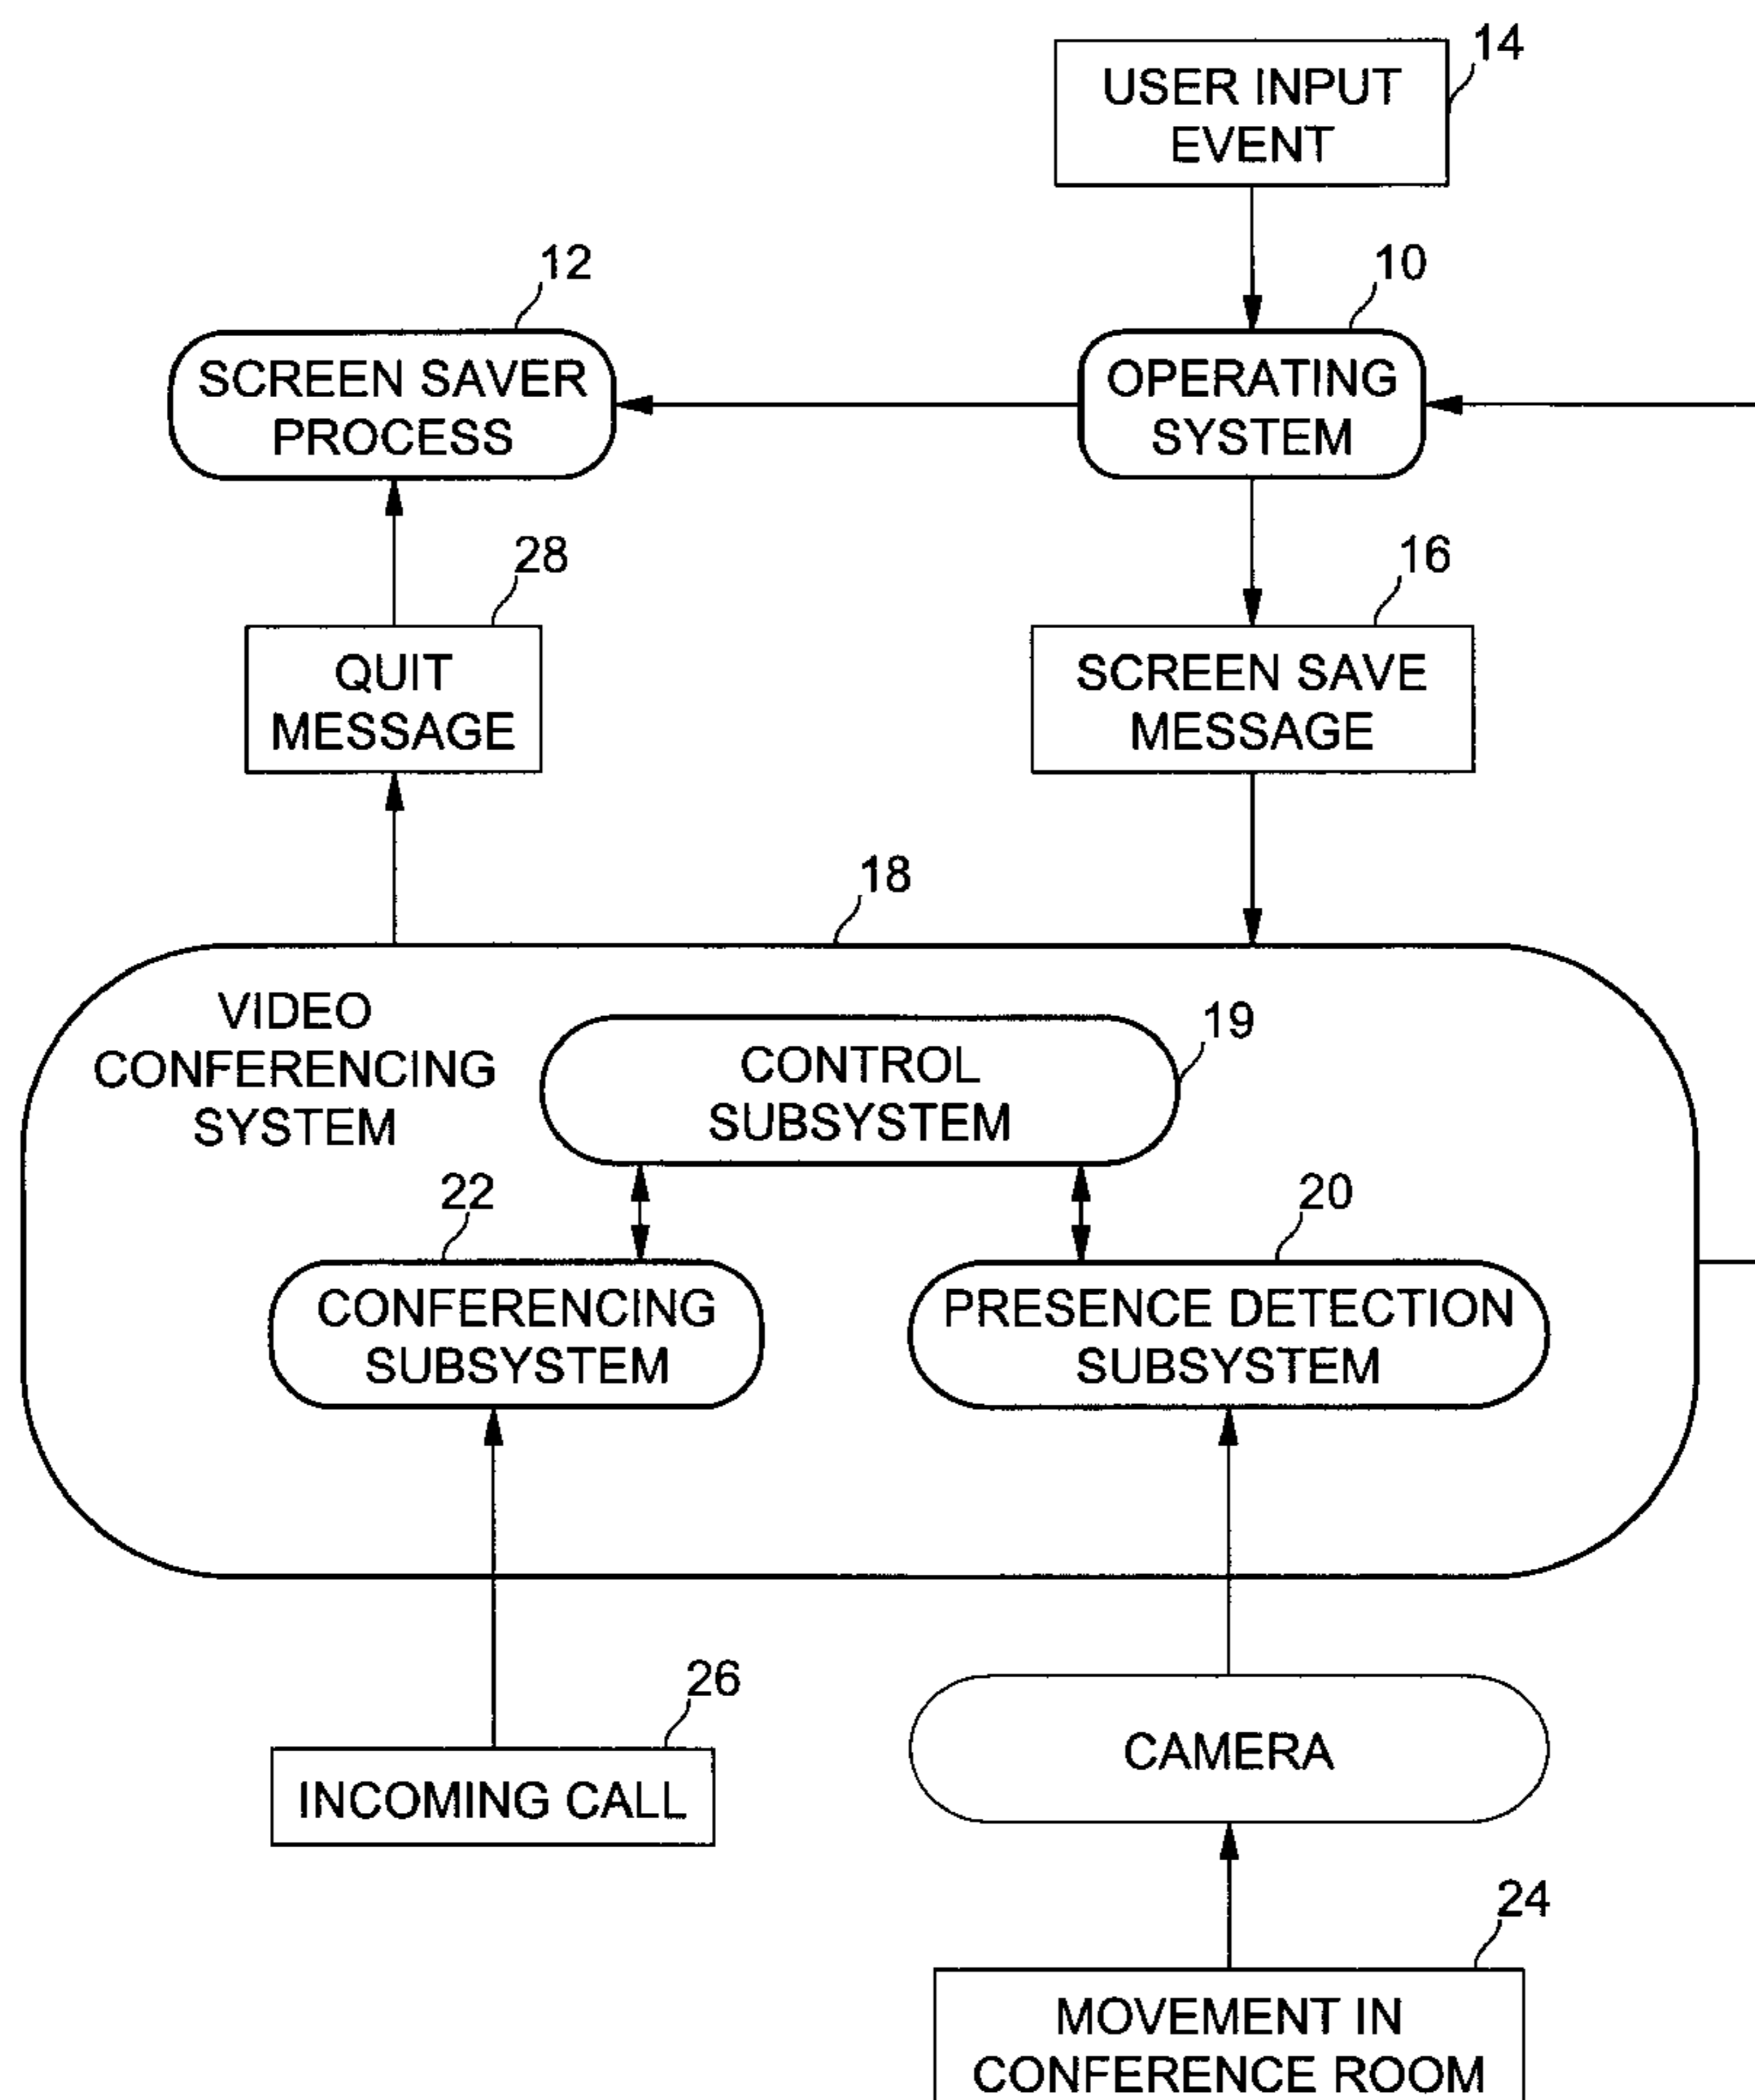 14
USER INPUT
EVENT
12
10
SCREEN SAVER
PROCESS
OPERATING
SYSTEM
28
16
QUIT
MESSAGE
SCREEN SAVE
MESSAGE
18
VIDEO
CONFERENCING
SYSTEM
19
CONTROL
SUBSYSTEM
22
20
CONFERENCING
SUBSYSTEM
PRESENCE DETECTION
SUBSYSTEM
26
INCOMING CALL
CAMERA
24
MOVEMENT IN
CONFERENCE ROOM